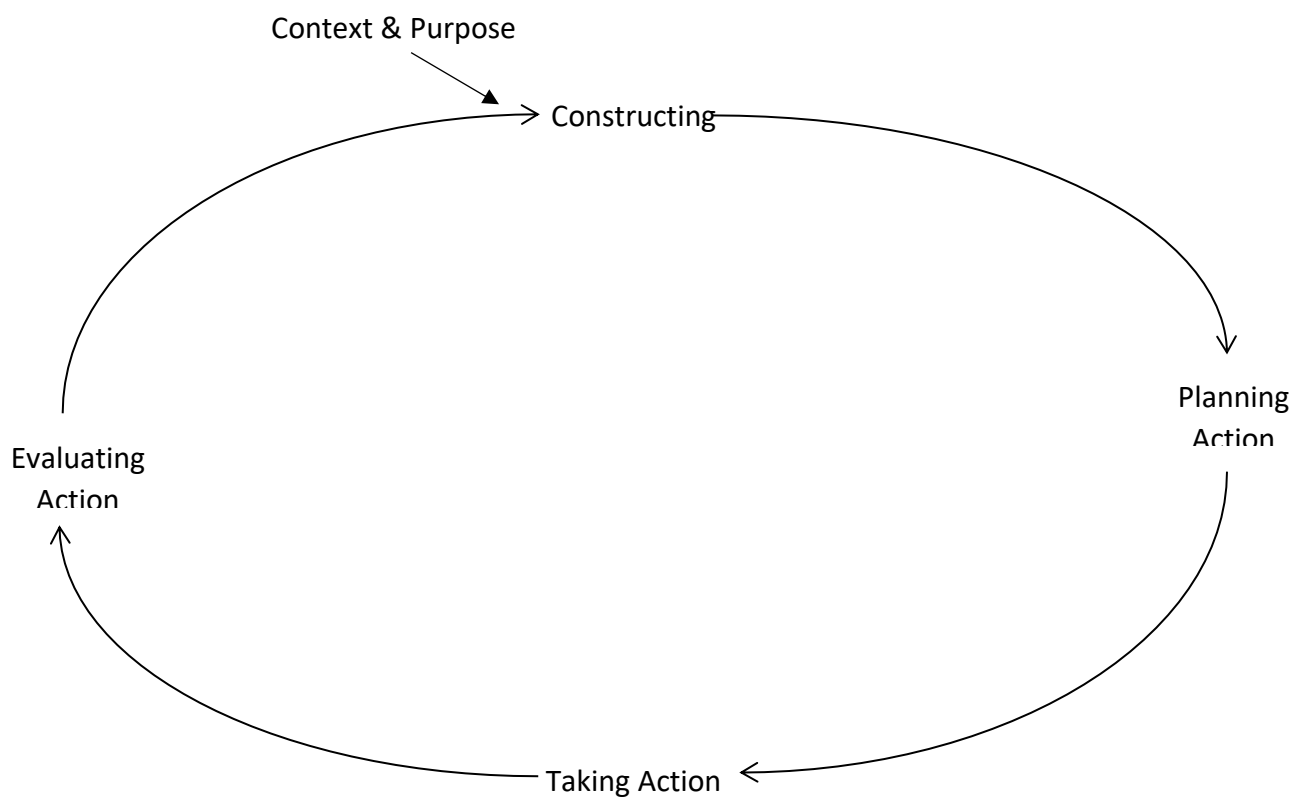 Context & Purpose
Constructing
Planning
Action
Evaluating
Action
Taking Action